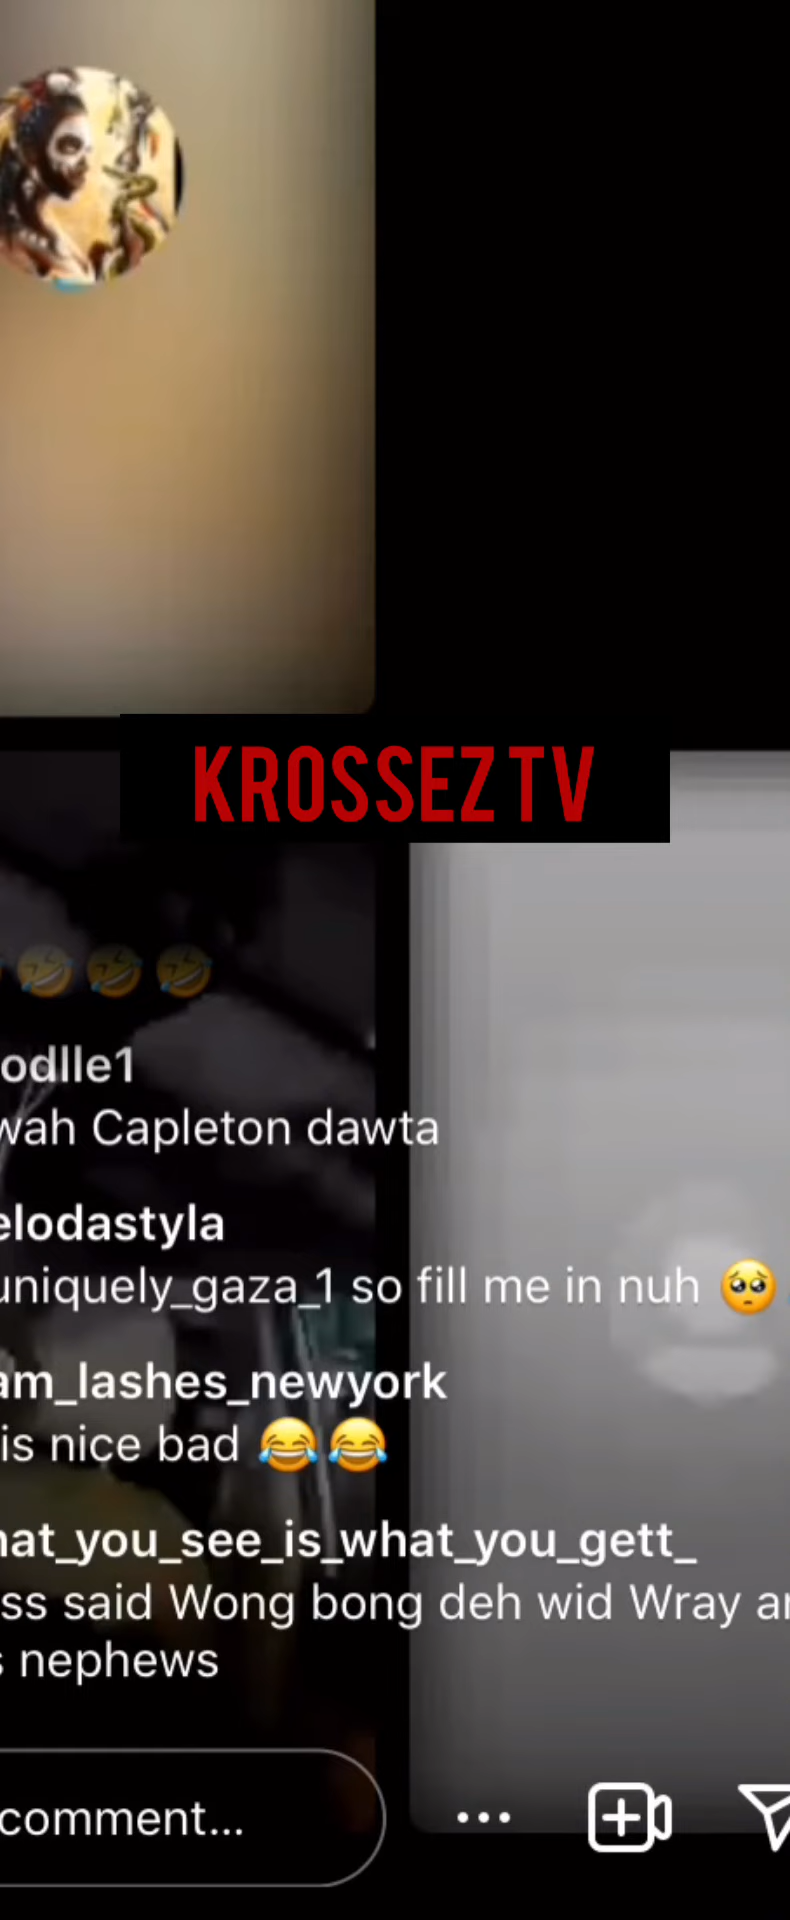 KROSSEZ TV
odlle1
wah Capleton dawta
elodastyla
uniquely_gaza_1 so fill me in nuh 🥺
am_lashes_newyork
is nice bad 😂😂
hat_you_see_is_what_you_gett_
ss said Wong bong deh wid Wray ar
s nephews
comment...